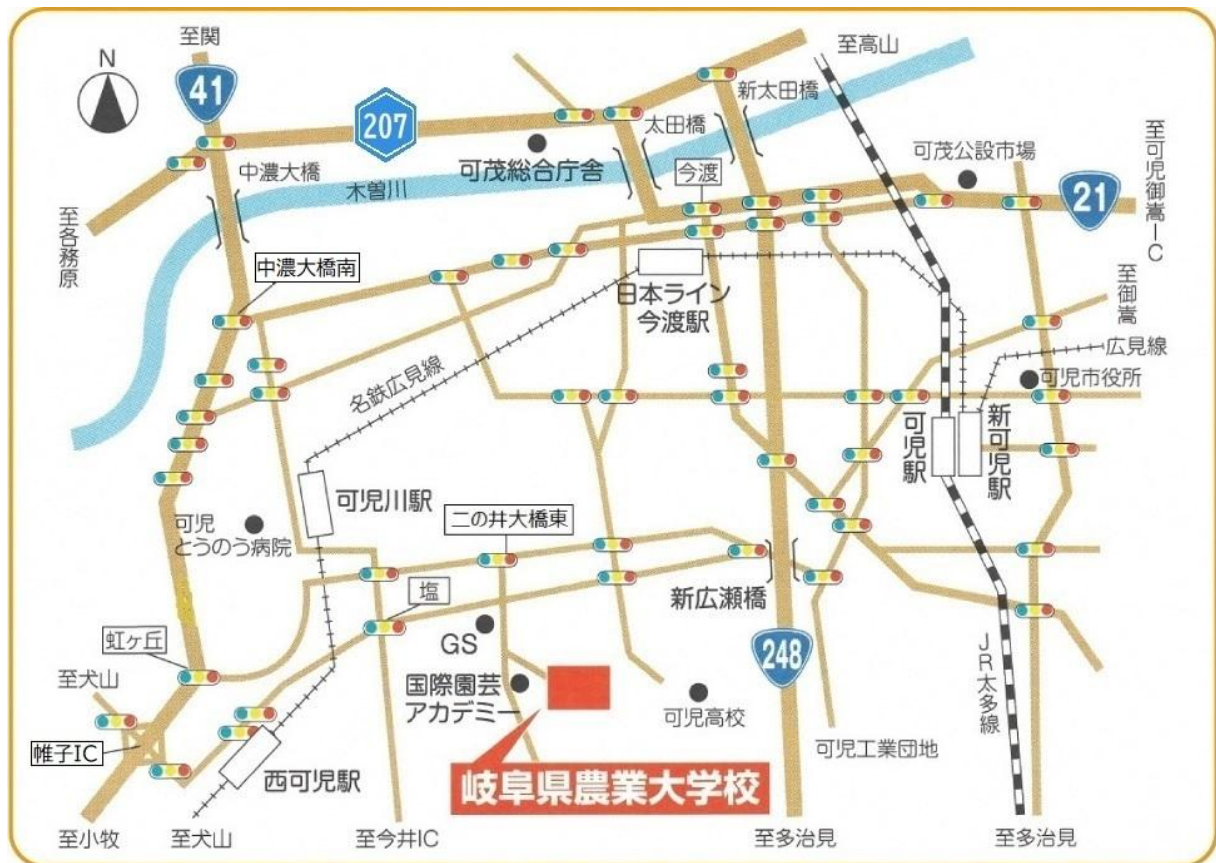 至関
至高山
N
41
207
新太田橋
太田橋
至可児御嵩IC
可茂公設市場
可茂総合庁舎
今渡
中濃大橋
木曽川
21
至各務原
中濃大橋南
日本ライン
今渡駅
至御嵩
広見線
名鉄広見線
可児市役所
可児駅
新可児駅
可児川駅
二の井大橋東
可児
とうのう病院
塩
新広瀬橋
GS
虹ヶ丘
248
JR太多線
至犬山
国際園芸
アカデミー
可児高校
帷子IC
可児工業団地
西可児駅
岐阜県農業大学校
至小牧
至犬山
至今井IC
至多治見
至多治見